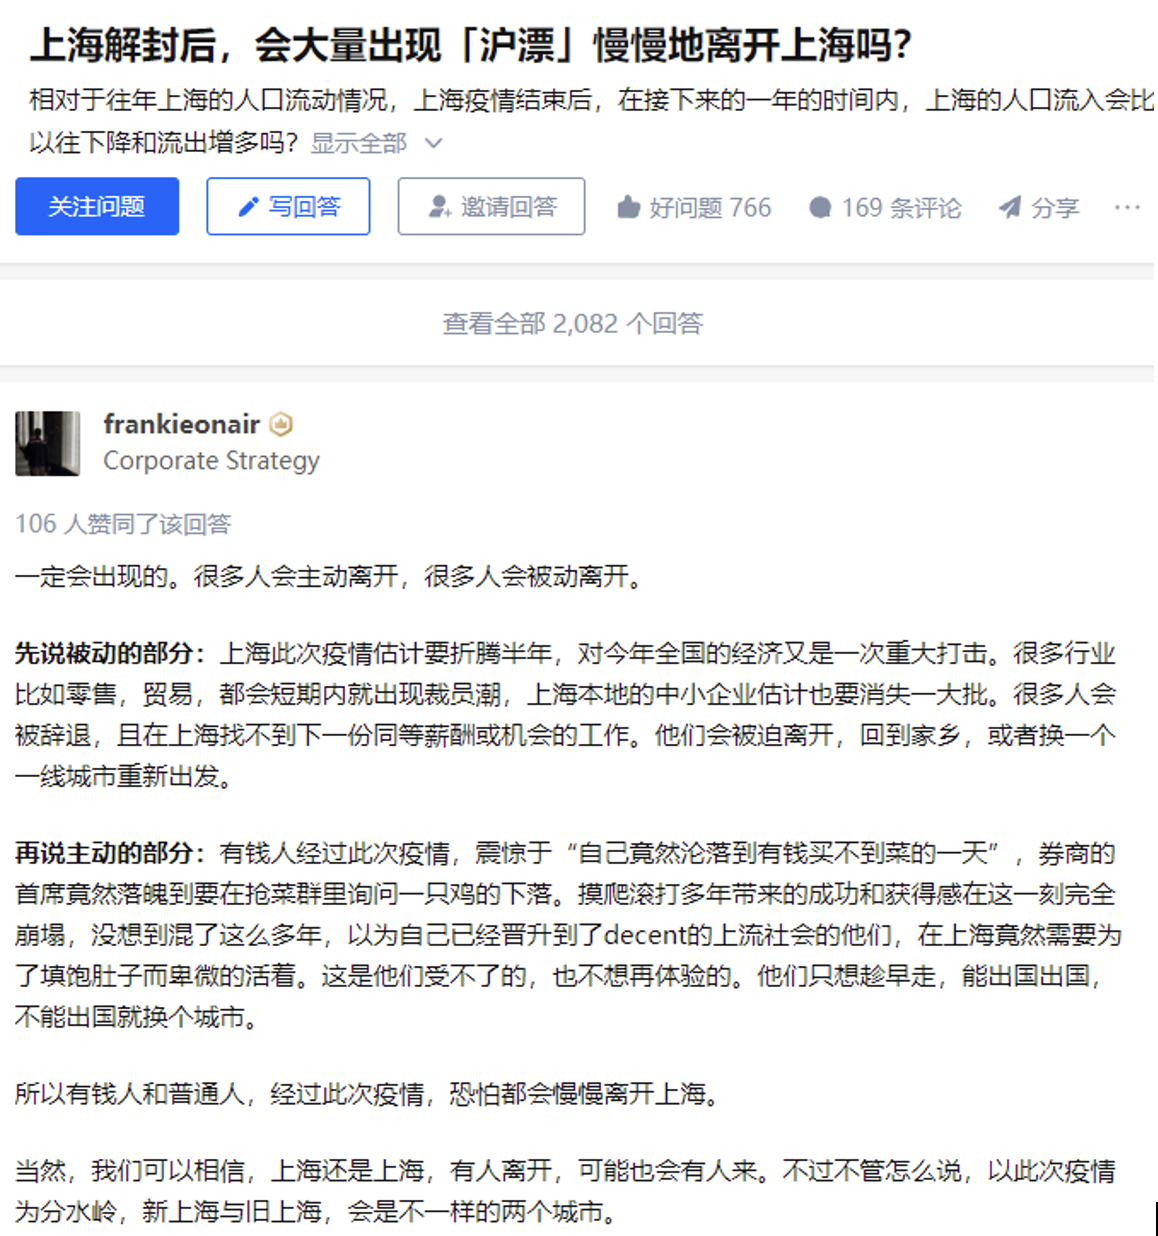 上海解封后，会大量出现「沪漂」慢慢地离开上海吗？
相对于往年上海的人口流动情况，上海疫情结束后，在接下来的一年的时间内，上海的人口流入会比
以往下降和流出增多吗？ 显示全部
关注问题 写回答 邀请回答 好问题 766 169 条评论 分享 ...
查看全部 2,082 个回答
frankieonair
Corporate Strategy
106 人赞同了该回答
一定会出现的。很多人会主动离开，很多人会被动离开。
先说被动的部分：上海此次疫情估计要折腾半年，对今年全国的经济又是一次重大打击。很多行业
比如零售，贸易，都会短期内就出现裁员潮，上海本地的中小企业估计也要消失一大批。很多人会
被辞退，且在上海找不到下一份同等薪酬或机会的工作。他们会被迫离开，回到家乡，或者换一个
一线城市重新出发。
再说主动的部分：有钱人经过此次疫情，震惊于“自己竟然沦落到有钱买不到菜的一天”，券商的
首席竟然落魄到要在抢菜群里询问一只鸡的下落。摸爬滚打多年带来的成功和获得感在这一刻完全
崩塌，没想到混了这么多年，以为自己已经晋升到了decent的上流社会的他们，在上海竟然需要为
了填饱肚子而卑微的活着。这是他们受不了的，也不想再体验的。他们只想趁早走，能出国出国，
不能出国就换个城市。
所以有钱人和普通人，经过此次疫情，恐怕都会慢慢离开上海。
当然，我们可以相信，上海还是上海，有人离开，可能也会有人来。不过不管怎么说，以此次疫情
为分水岭，新上海与旧上海，会是不一样的两个城市。